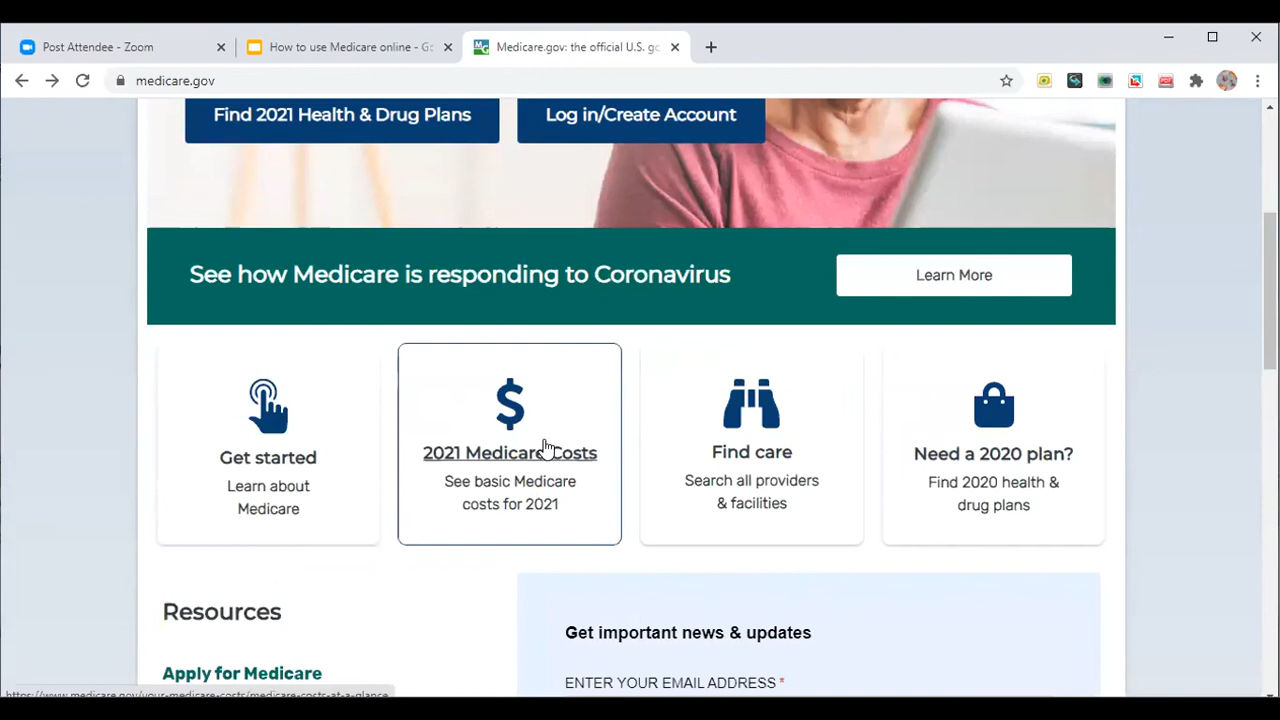 Post Attendee - Zoom
How to use Medicare online - Go
Medicare.gov: the official U.S. go
medicare.gov
Find 2021 Health & Drug Plans
Log in/Create Account
See how Medicare is responding to Coronavirus
Learn More
Get started
Learn about
Medicare
2021 Medicare Costs
See basic Medicare
costs for 2021
Find care
Search all providers
& facilities
Need a 2020 plan?
Find 2020 health &
drug plans
Resources
Apply for Medicare
Get important news & updates
ENTER YOUR EMAIL ADDRESS *
https://www.medicare.gov/your-medicare-costs/medicare-costs-at-a-glance